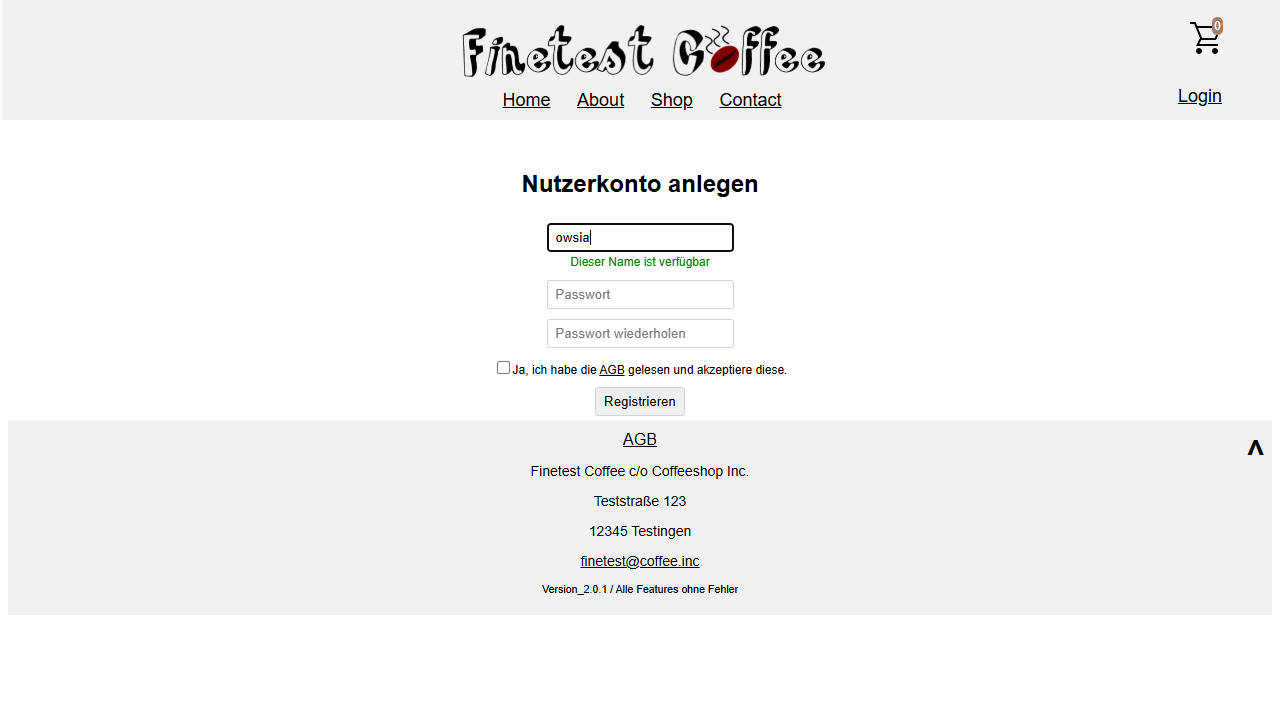 Finetest Coffee
0
Home About Shop Contact
Login
Nutzerkonto anlegen
owsia
Dieser Name ist verfügbar
Passwort
Passwort wiederholen
Ja, ich habe die AGB gelesen und akzeptiere diese.
Registrieren
AGB
^
Finetest Coffee c/o Coffeeshop Inc.
Teststraße 123
12345 Testingen
finetest@coffee.inc
Version_2.0.1 / Alle Features ohne Fehler